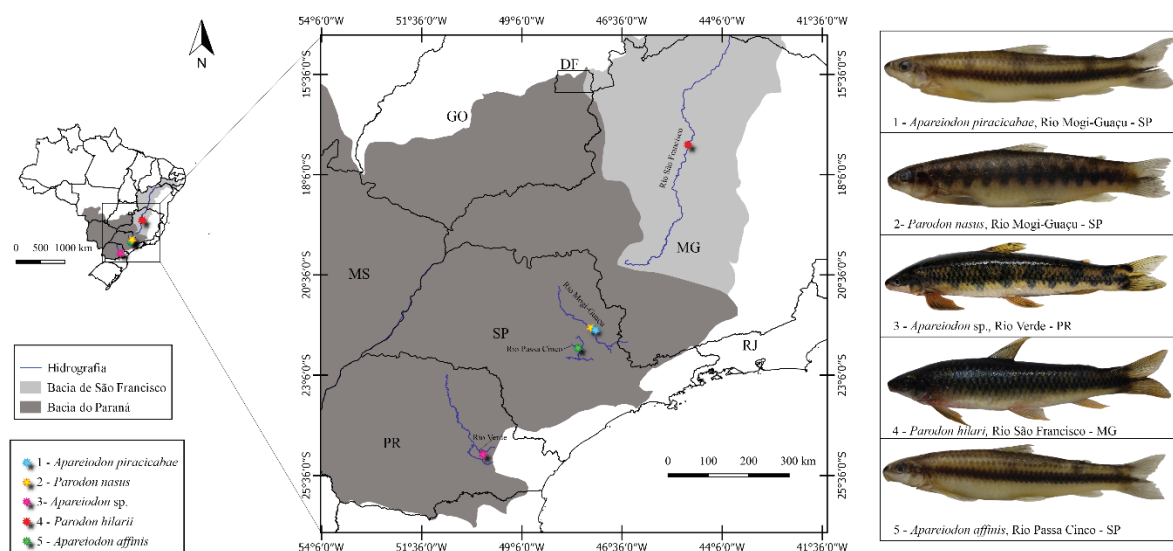 N
0 500 1000 km
Hidrografia
Bacia de São Francisco
Bacia do Paraná
1 - Apareiodon piracicabae
2 - Parodon nasus
3- Apareiodon sp.
4 - Parodon hilarii
5 - Apareiodon affinis
54°6'0"S 51°36'0"S 49°6'0"S 46°36'0"S 44°6'0"S 41°36'0"S
15°36'0"S
18°6'0"S
20°36'0"S
23°6'0"S
25°36'0"S
DF
GO
Rio São Francisco
MG
MS
Rio Mogi-Guaçu
SP
Rio Passa Cinco
RJ
PR
Rio Verde
0 100 200 300 km
15°36'0"S
18°6'0"S
20°36'0"S
23°6'0"S
25°36'0"S
54°6'0"S 51°36'0"S 49°6'0"S 46°36'0"S 44°6'0"S 41°36'0"S
1 - Apareiodon piracicabae, Rio Mogi-Guaçu - SP
2- Parodon nasus, Rio Mogi-Guaçu - SP
3 - Apareiodon sp., Rio Verde - PR
4 - Parodon hilari, Rio São Francisco - MG
5 - Apareiodon affinis, Rio Passa Cinco - SP